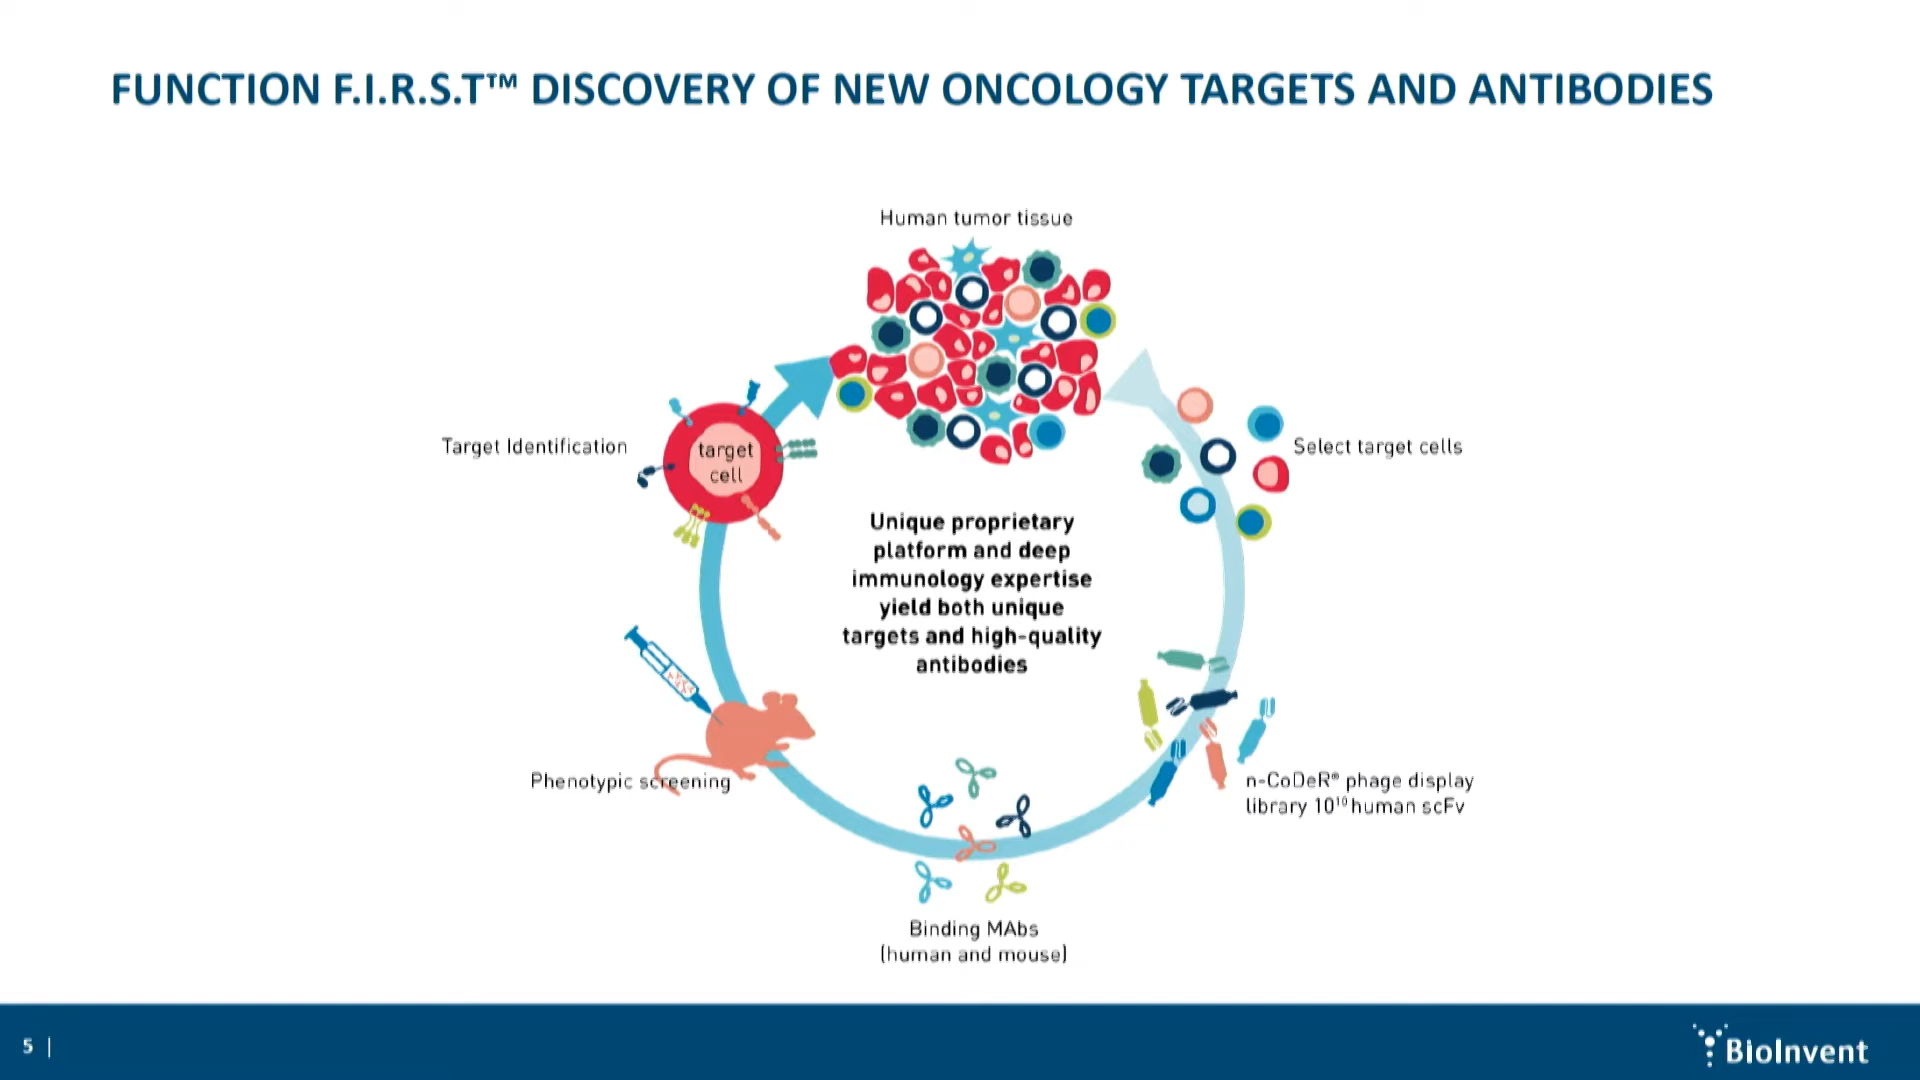 FUNCTION F.I.R.S.T™ DISCOVERY OF NEW ONCOLOGY TARGETS AND ANTIBODIES
Human tumor tissue
Target Identification
target
cell
Select target cells
Unique proprietary
platform and deep
immunology expertise
yield both unique
targets and high-quality
antibodies
Phenotypic screening
n-CoDeR® phage display
library 10¹⁰ human scFv
Binding MAbs
(human and mouse)
5 |
BioInvent